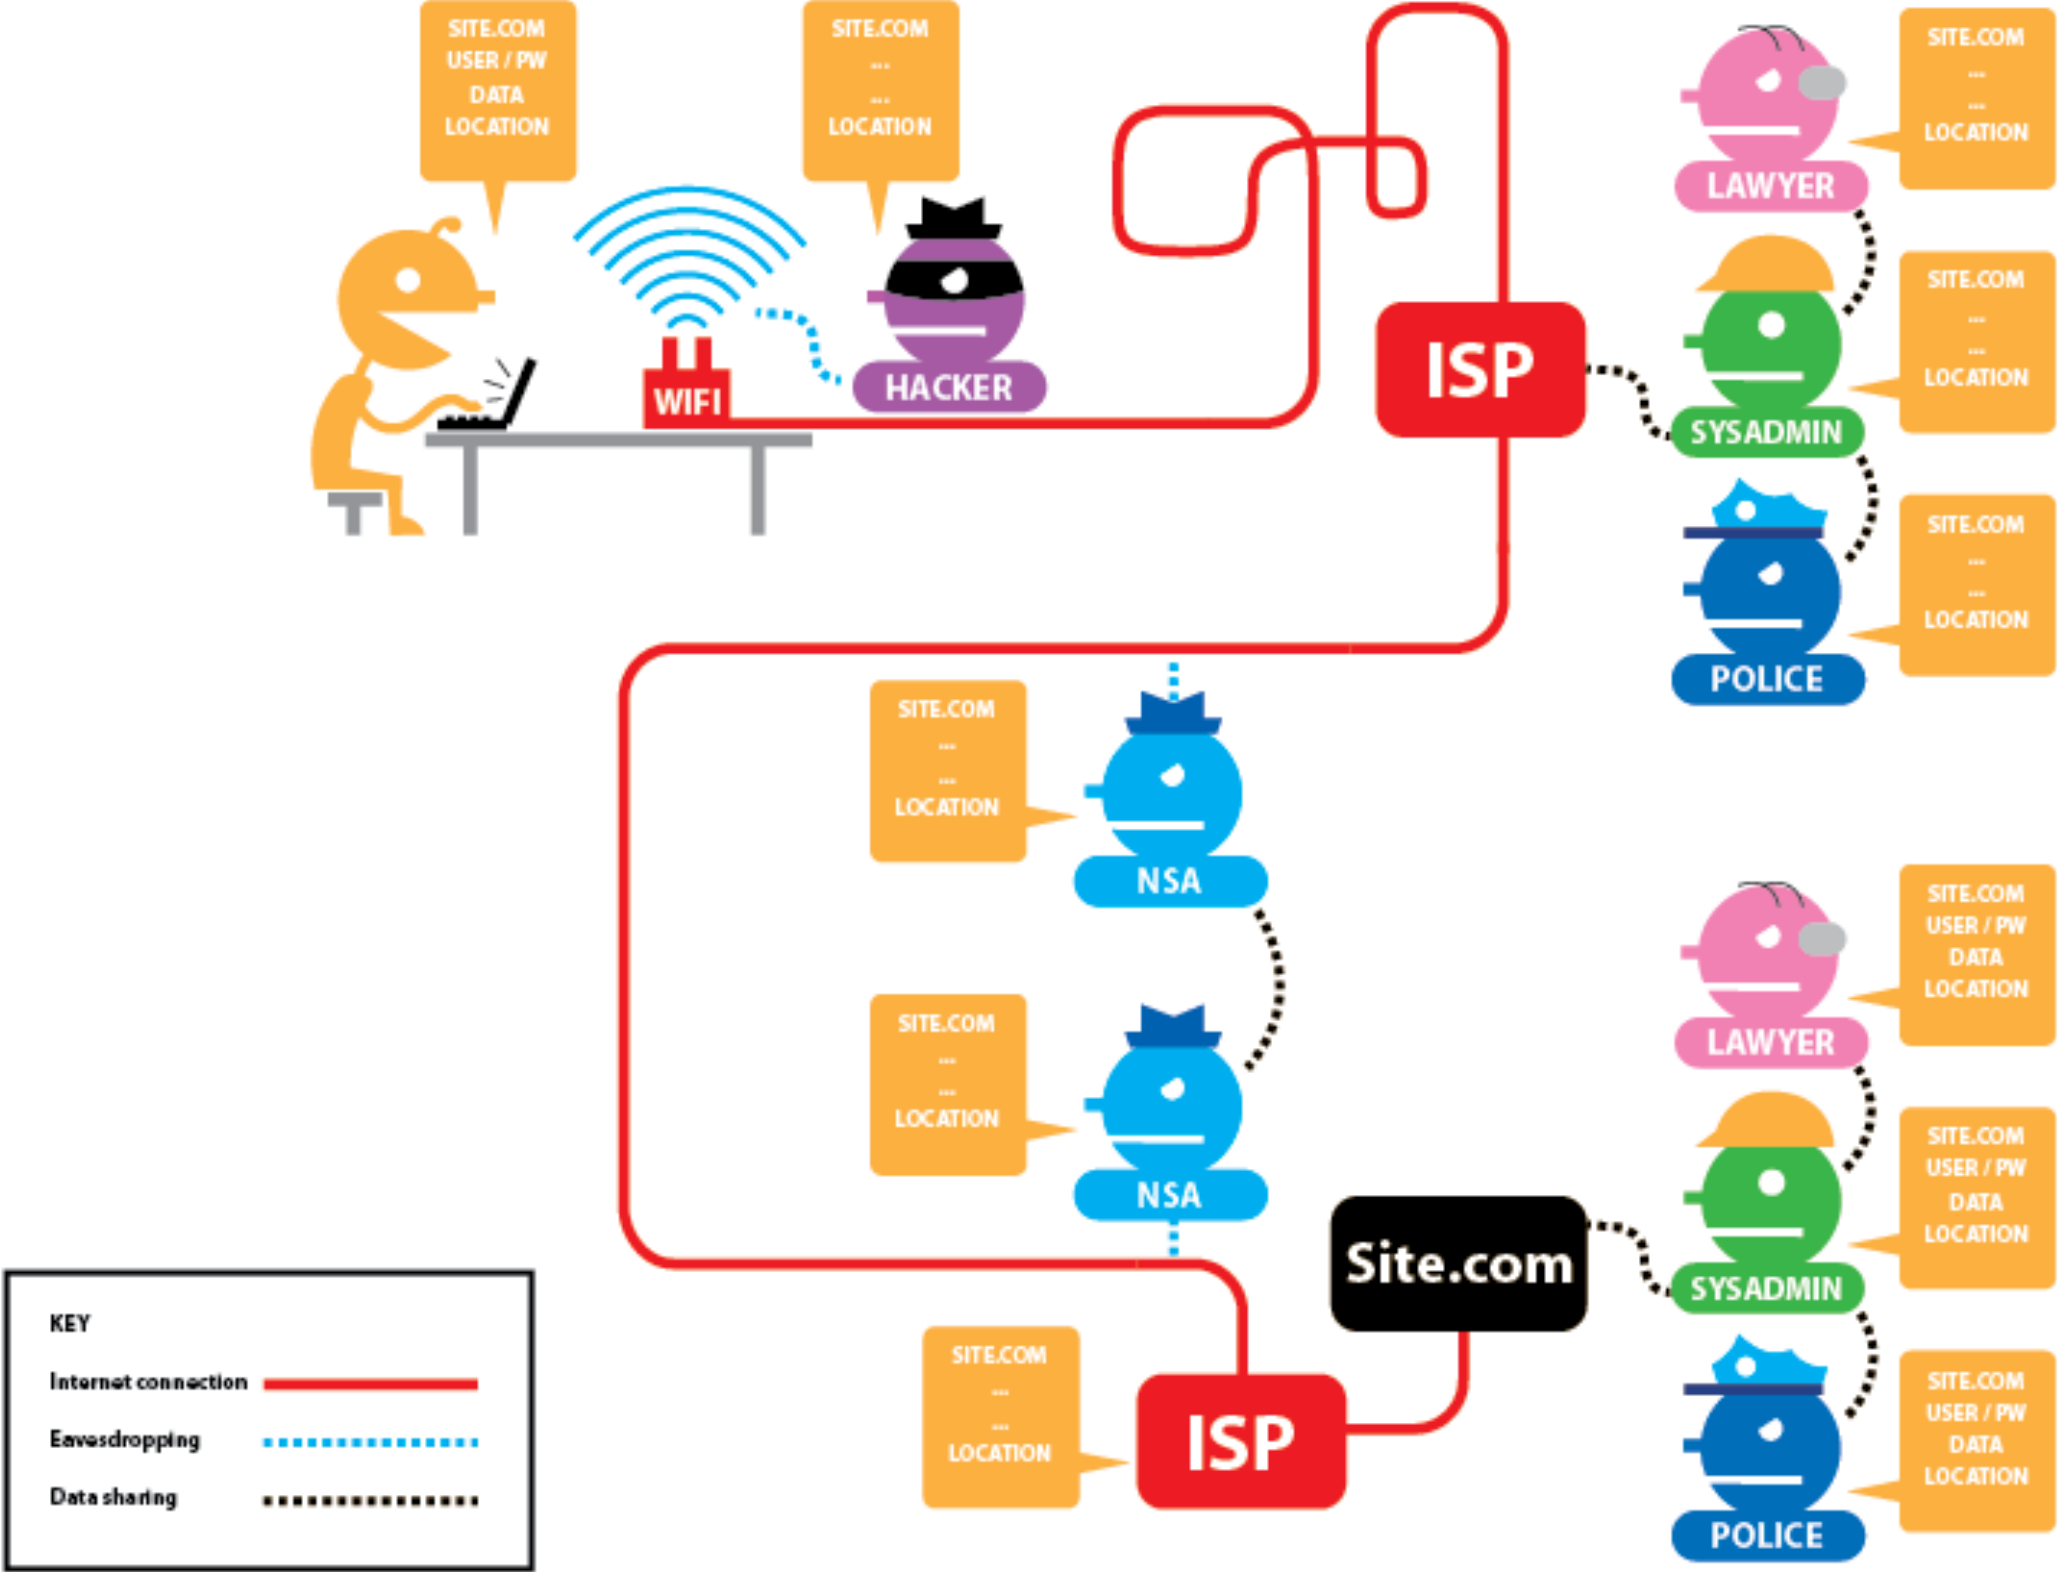 SITE.COM
USER / PW
DATA
LOCATION
SITE.COM
...
...
LOCATION
WIFI
HACKER
ISP
SITE.COM
...
...
LOCATION
LAWYER
SITE.COM
...
...
LOCATION
SYSADMIN
SITE.COM
...
...
LOCATION
POLICE
SITE.COM
...
...
LOCATION
NSA
SITE.COM
...
...
LOCATION
NSA
SITE.COM
USER / PW
DATA
LOCATION
LAWYER
SITE.COM
USER / PW
DATA
LOCATION
SYSADMIN
SITE.COM
USER / PW
DATA
LOCATION
POLICE
Site.com
SITE.COM
...
...
LOCATION
ISP
KEY
Internet connection
Eavesdropping
Data sharing